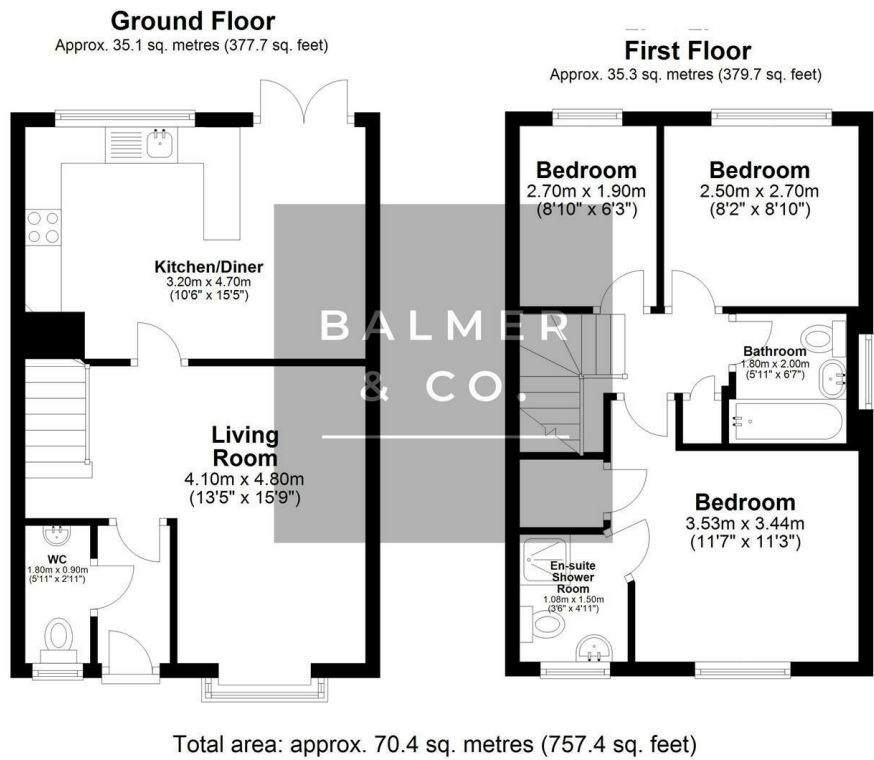 Ground Floor
Approx. 35.1 sq. metres (377.7 sq. feet)
Kitchen/Diner
3.20m x 4.70m
(10'6" x 15'5")
Living
Room
4.10m x 4.80m
(13'5" x 15'9")
WC
1.80m x 0.90m
(5'11" x 2'11")
First Floor
Approx. 35.3 sq. metres (379.7 sq. feet)
Bedroom
2.70m x 1.90m
(8'10" x 6'3")
Bedroom
2.50m x 2.70m
(8'2" x 8'10")
Bathroom
1.80m x 2.00m
(5'11" x 6'7")
Bedroom
3.53m x 3.44m
(11'7" x 11'3")
En-suite
Shower
Room
1.08m x 1.50m
(3'6" x 4'11")
BALMER
& CO.
Total area: approx. 70.4 sq. metres (757.4 sq. feet)